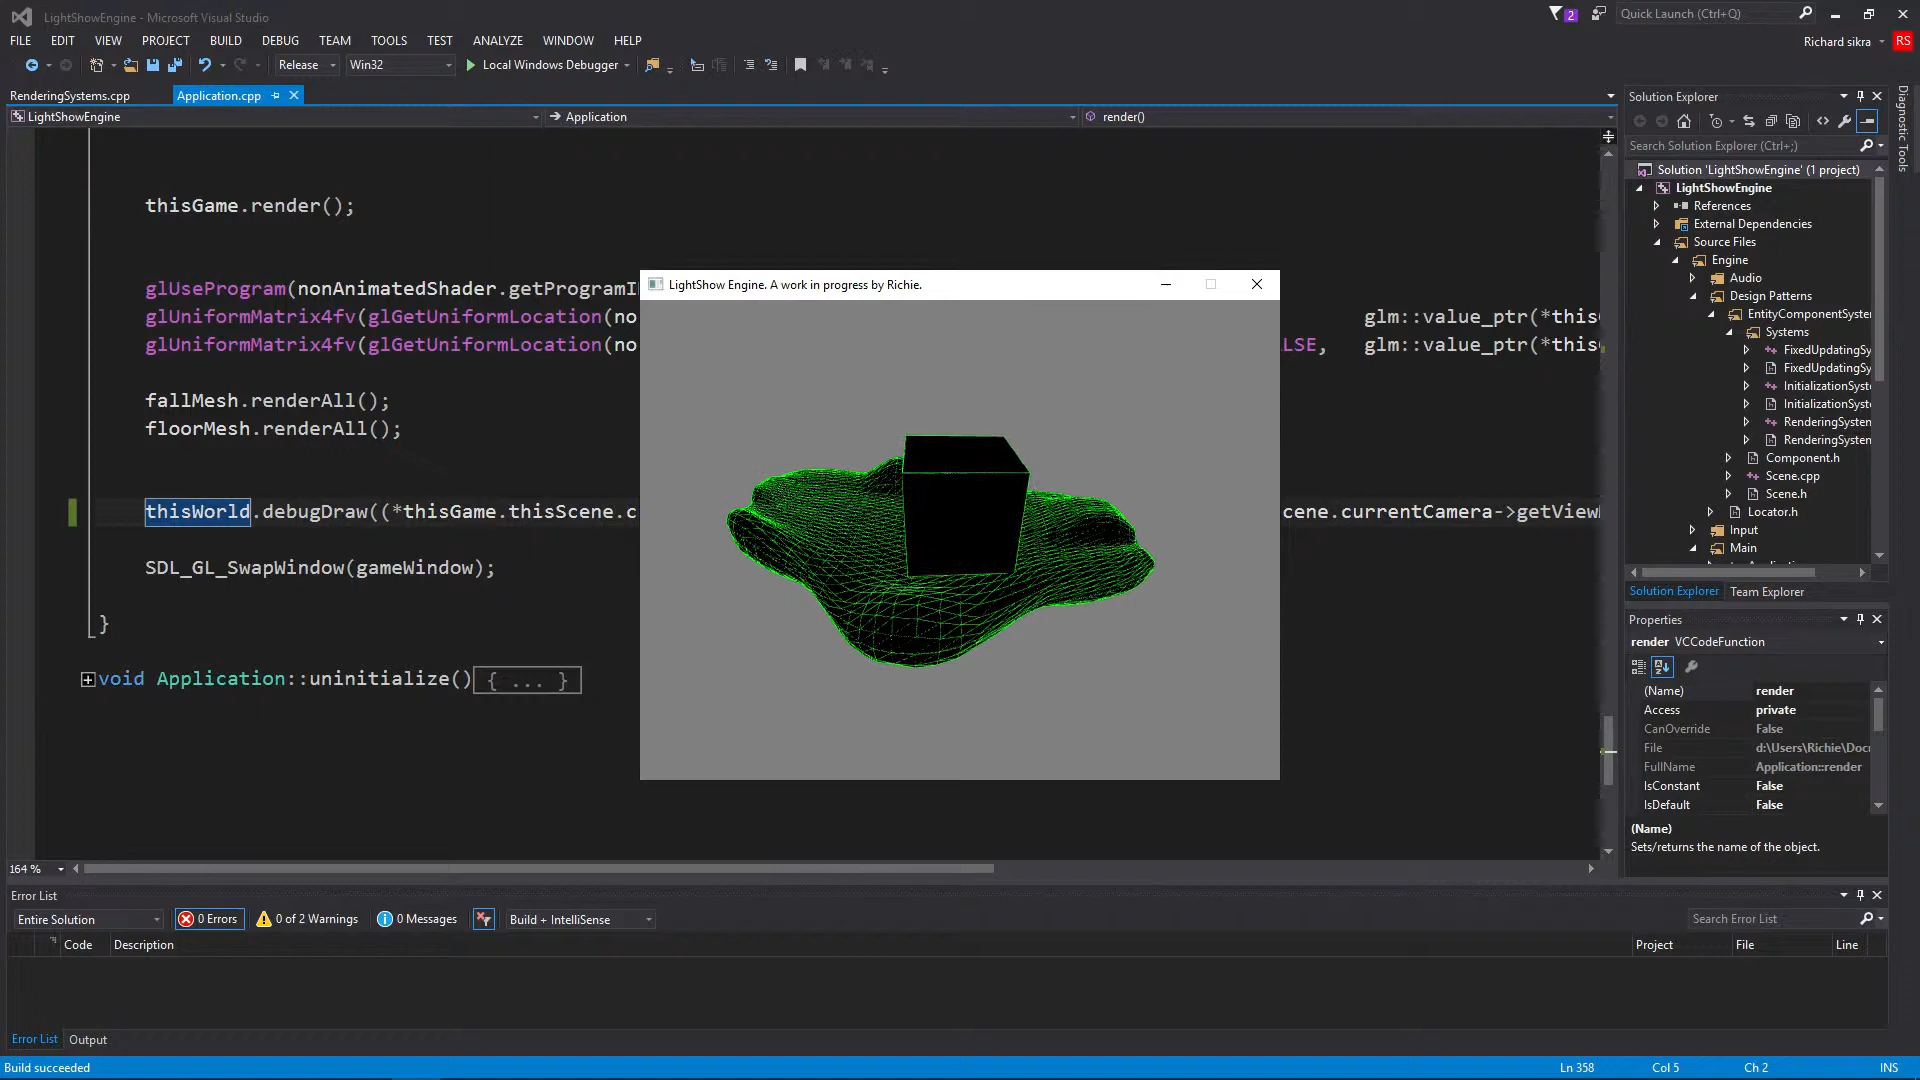 LightShowEngine - Microsoft Visual Studio
2
Quick Launch (Ctrl+Q)
FILE EDIT VIEW PROJECT BUILD DEBUG TEAM TOOLS TEST ANALYZE WINDOW HELP
Richard sikra RS
Release Win32 Local Windows Debugger
RenderingSystems.cpp Application.cpp
LightShowEngine Application render()
thisGame.render();
glUseProgram(nonAnimatedShader.getProgramI
glUniformMatrix4fv(glGetUniformLocation(no glm::value_ptr(*this
glUniformMatrix4fv(glGetUniformLocation(no LSE, glm::value_ptr(*this
fallMesh.renderAll();
floorMesh.renderAll();
thisWorld.debugDraw((*thisGame.thisScene.c cene.currentCamera->getView
SDL_GL_SwapWindow(gameWindow);
}
void Application::uninitialize(){ ... }
164 %
LightShow Engine. A work in progress by Richie.
Solution Explorer
Search Solution Explorer (Ctrl+;)
Solution 'LightShowEngine' (1 project)
LightShowEngine
References
External Dependencies
Source Files
Engine
Audio
Design Patterns
EntityComponentSyste
Systems
FixedUpdatingSy
FixedUpdatingSy
InitializationSyst
InitializationSyst
RenderingSysten
RenderingSysten
Component.h
Scene.cpp
Scene.h
Locator.h
Input
Main
Solution Explorer Team Explorer
Diagnostic Tools
Properties
render VCCodeFunction
(Name) render
Access private
CanOverride False
File d:\Users\Richie\Doc
FullName Application::render
IsConstant False
IsDefault False
(Name)
Sets/returns the name of the object.
Error List
Entire Solution 0 Errors 0 of 2 Warnings 0 Messages Build + IntelliSense Search Error List
Code Description Project File Line
Error List Output
Build succeeded Ln 358 Col 5 Ch 2 INS